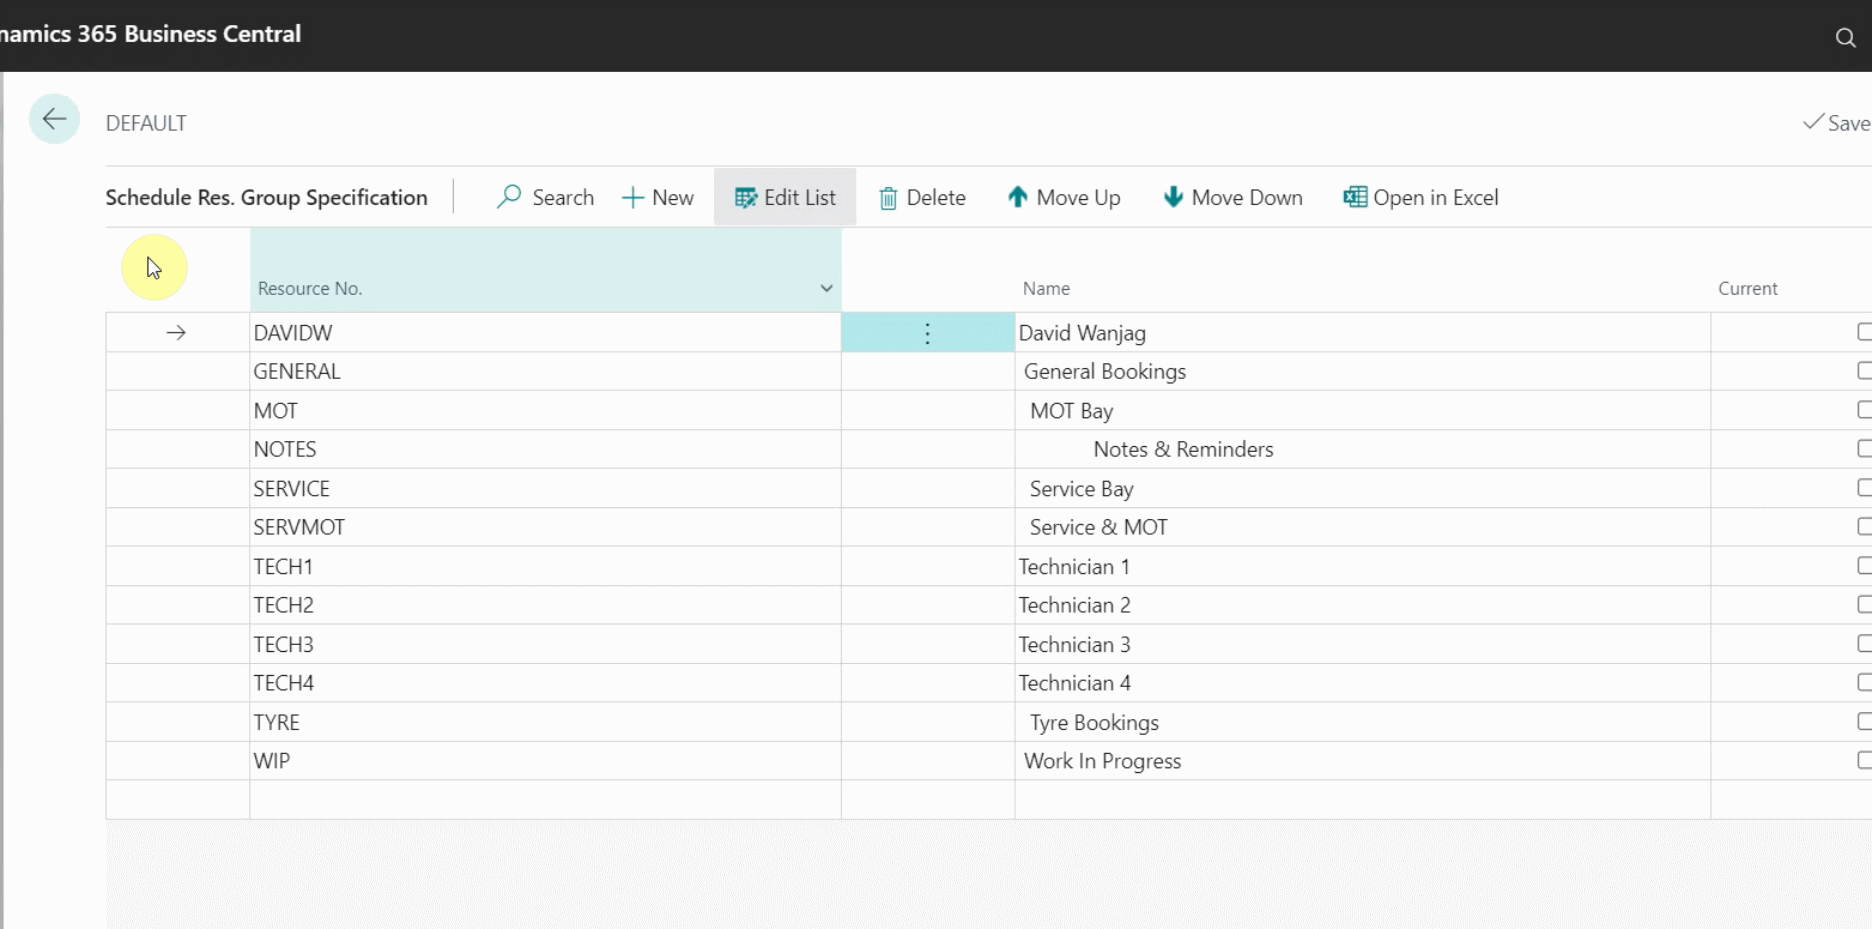 namics 365 Business Central
DEFAULT
Save
Schedule Res. Group Specification Search New Edit List Delete Move Up Move Down Open in Excel
Resource No. Name Current
DAVIDW David Wanjag
GENERAL General Bookings
MOT MOT Bay
NOTES Notes & Reminders
SERVICE Service Bay
SERVMOT Service & MOT
TECH1 Technician 1
TECH2 Technician 2
TECH3 Technician 3
TECH4 Technician 4
TYRE Tyre Bookings
WIP Work In Progress